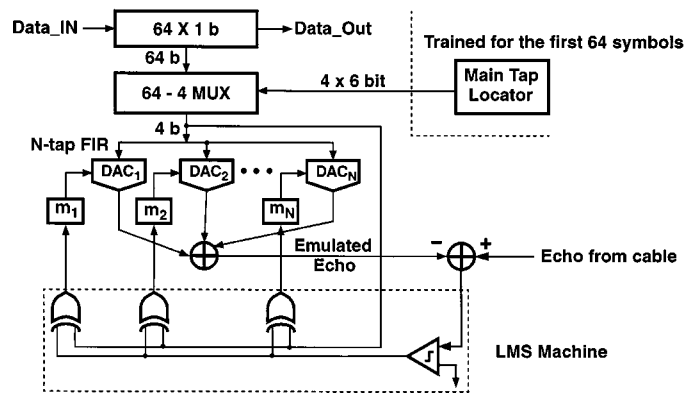 Data_IN
64 X 1 b
Data_Out
64 b
Trained for the first 64 symbols
64 - 4 MUX
4 x 6 bit
Main Tap
Locator
4 b
N-tap FIR
DAC1
DAC2
• • •
DACN
m1
m2
mN
Emulated
Echo
− +
Echo from cable
LMS Machine